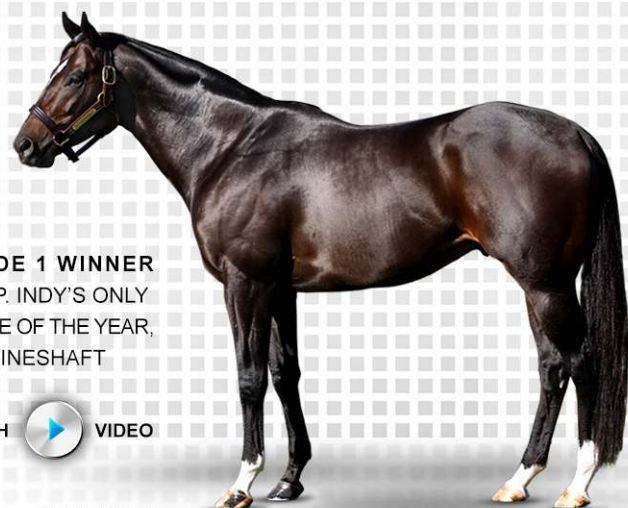 DE 1 WINNER
P. INDY'S ONLY
E OF THE YEAR,
INESHAFT
H VIDEO